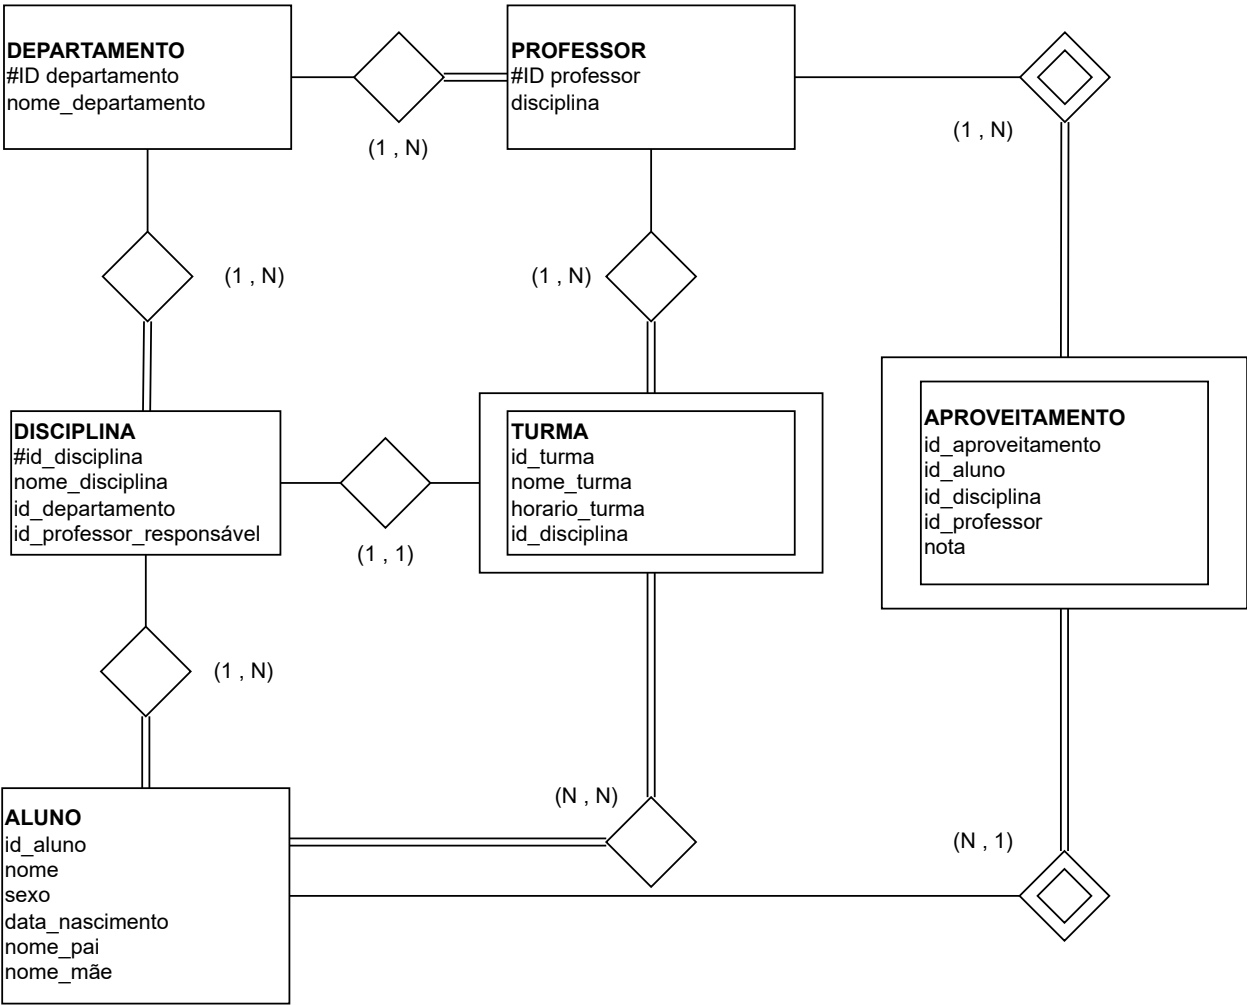 DEPARTAMENTO
#ID departamento
nome_departamento
(1 , N)
PROFESSOR
#ID professor
disciplina
(1 , N)
(1 , N)
(1 , N)
DISCIPLINA
#id_disciplina
nome_disciplina
id_departamento
id_professor_responsável
(1 , 1)
TURMA
id_turma
nome_turma
horario_turma
id_disciplina
APROVEITAMENTO
id_aproveitamento
id_aluno
id_disciplina
id_professor
nota
(1 , N)
(N , N)
(N , 1)
ALUNO
id_aluno
nome
sexo
data_nascimento
nome_pai
nome_mãe